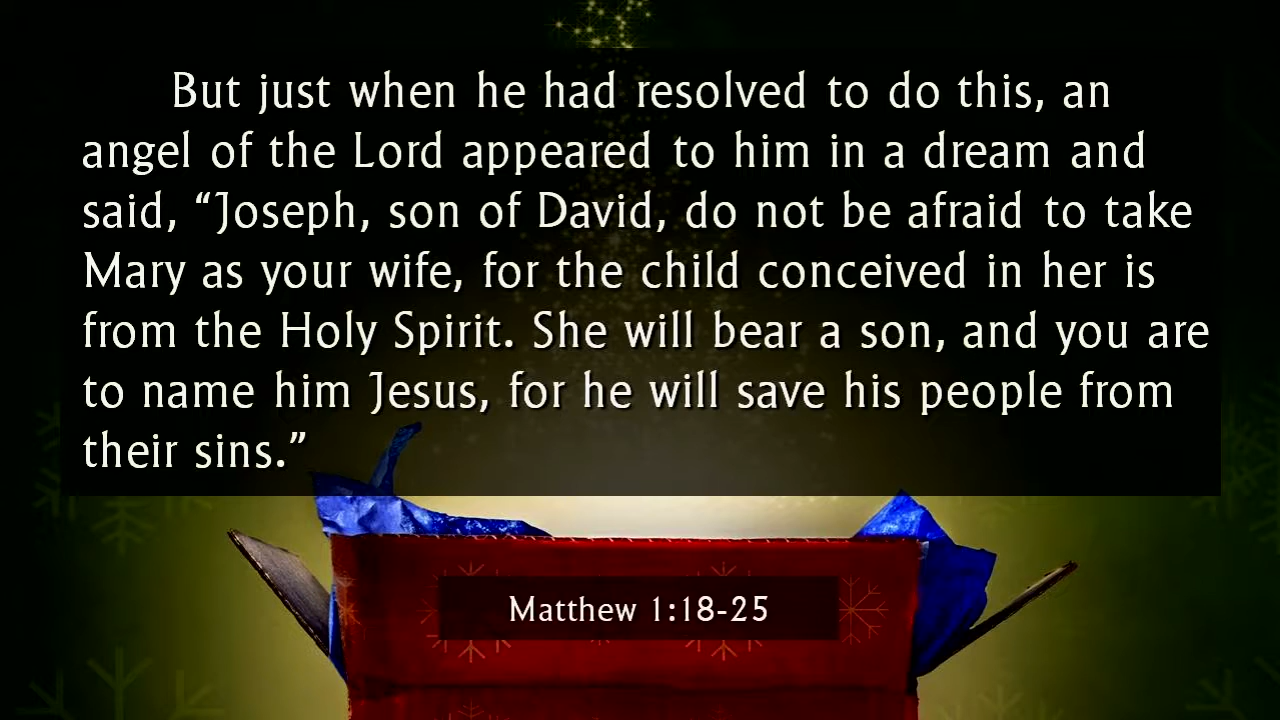 But just when he had resolved to do this, an
angel of the Lord appeared to him in a dream and
said, “Joseph, son of David, do not be afraid to take
Mary as your wife, for the child conceived in her is
from the Holy Spirit. She will bear a son, and you are
to name him Jesus, for he will save his people from
their sins.”
Matthew 1:18-25